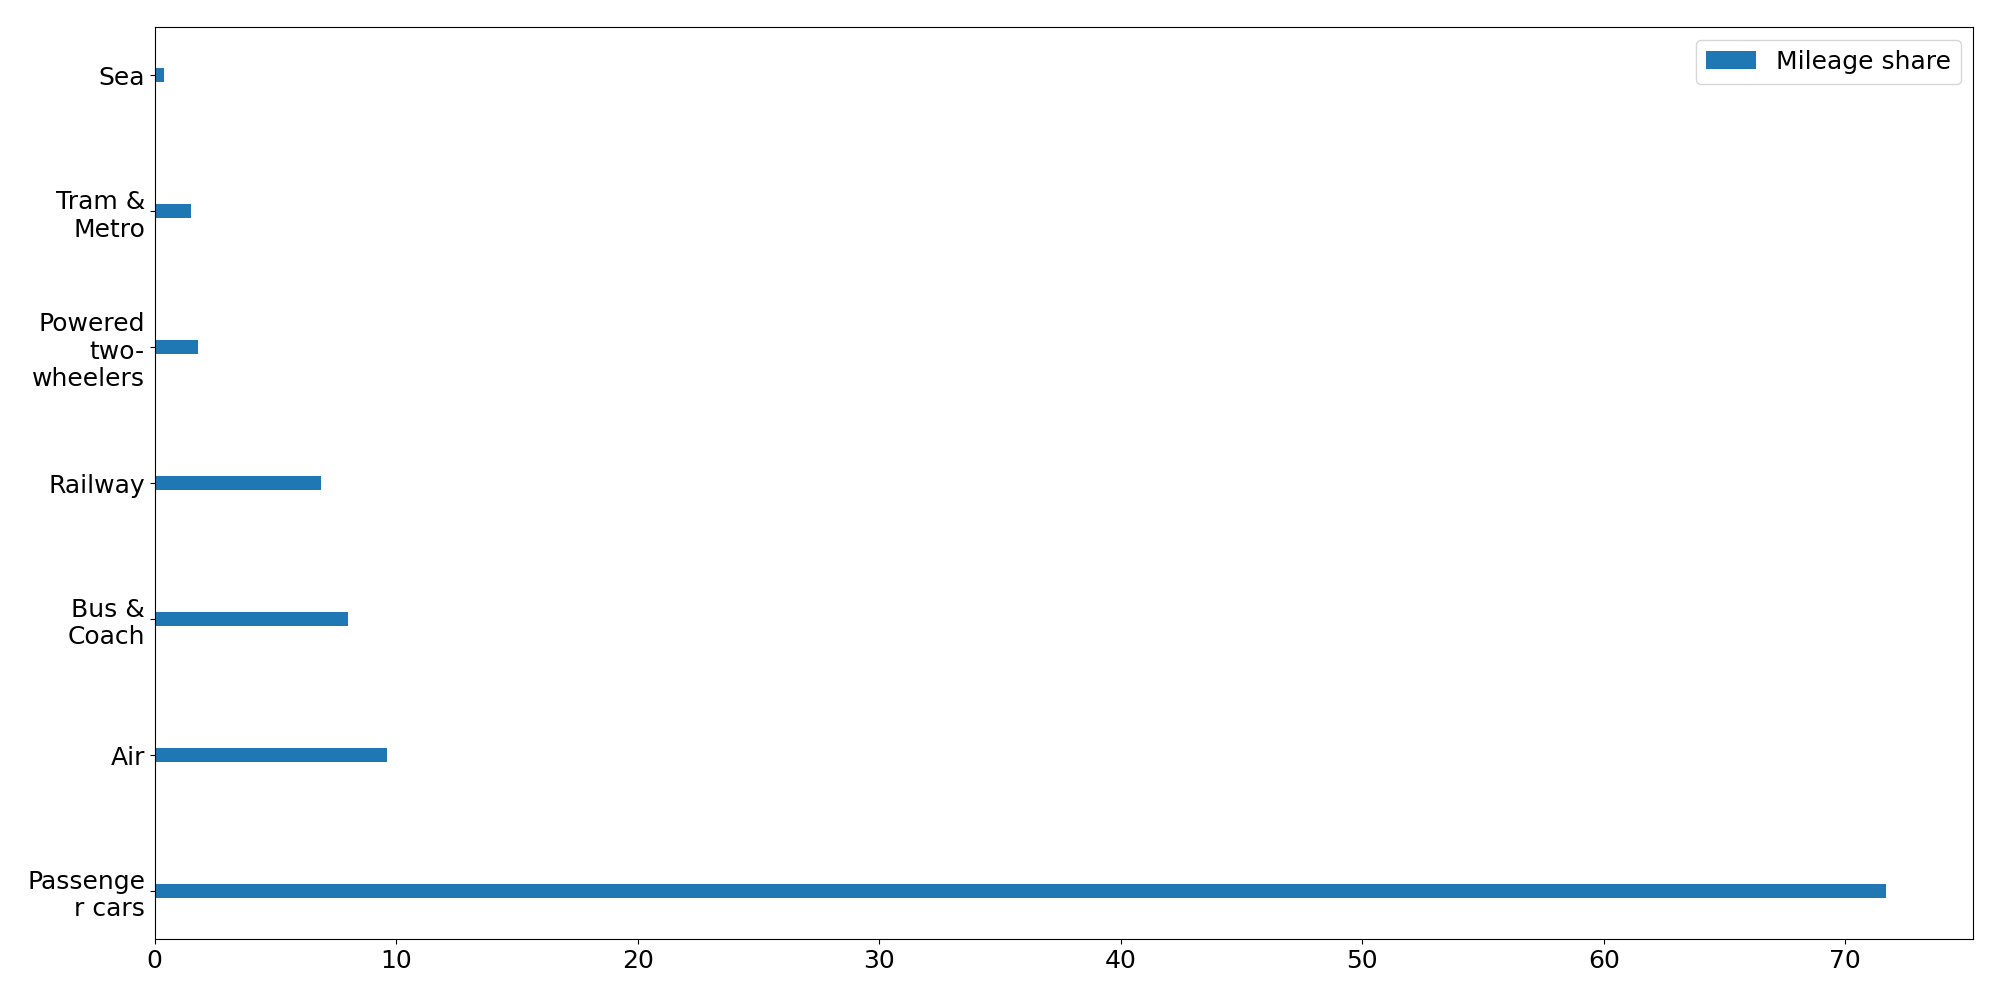 Mileage share
Sea
Tram &
Metro
Powered
two-
wheelers
Railway
Bus &
Coach
Air
Passenge
r cars
0 10 20 30 40 50 60 70